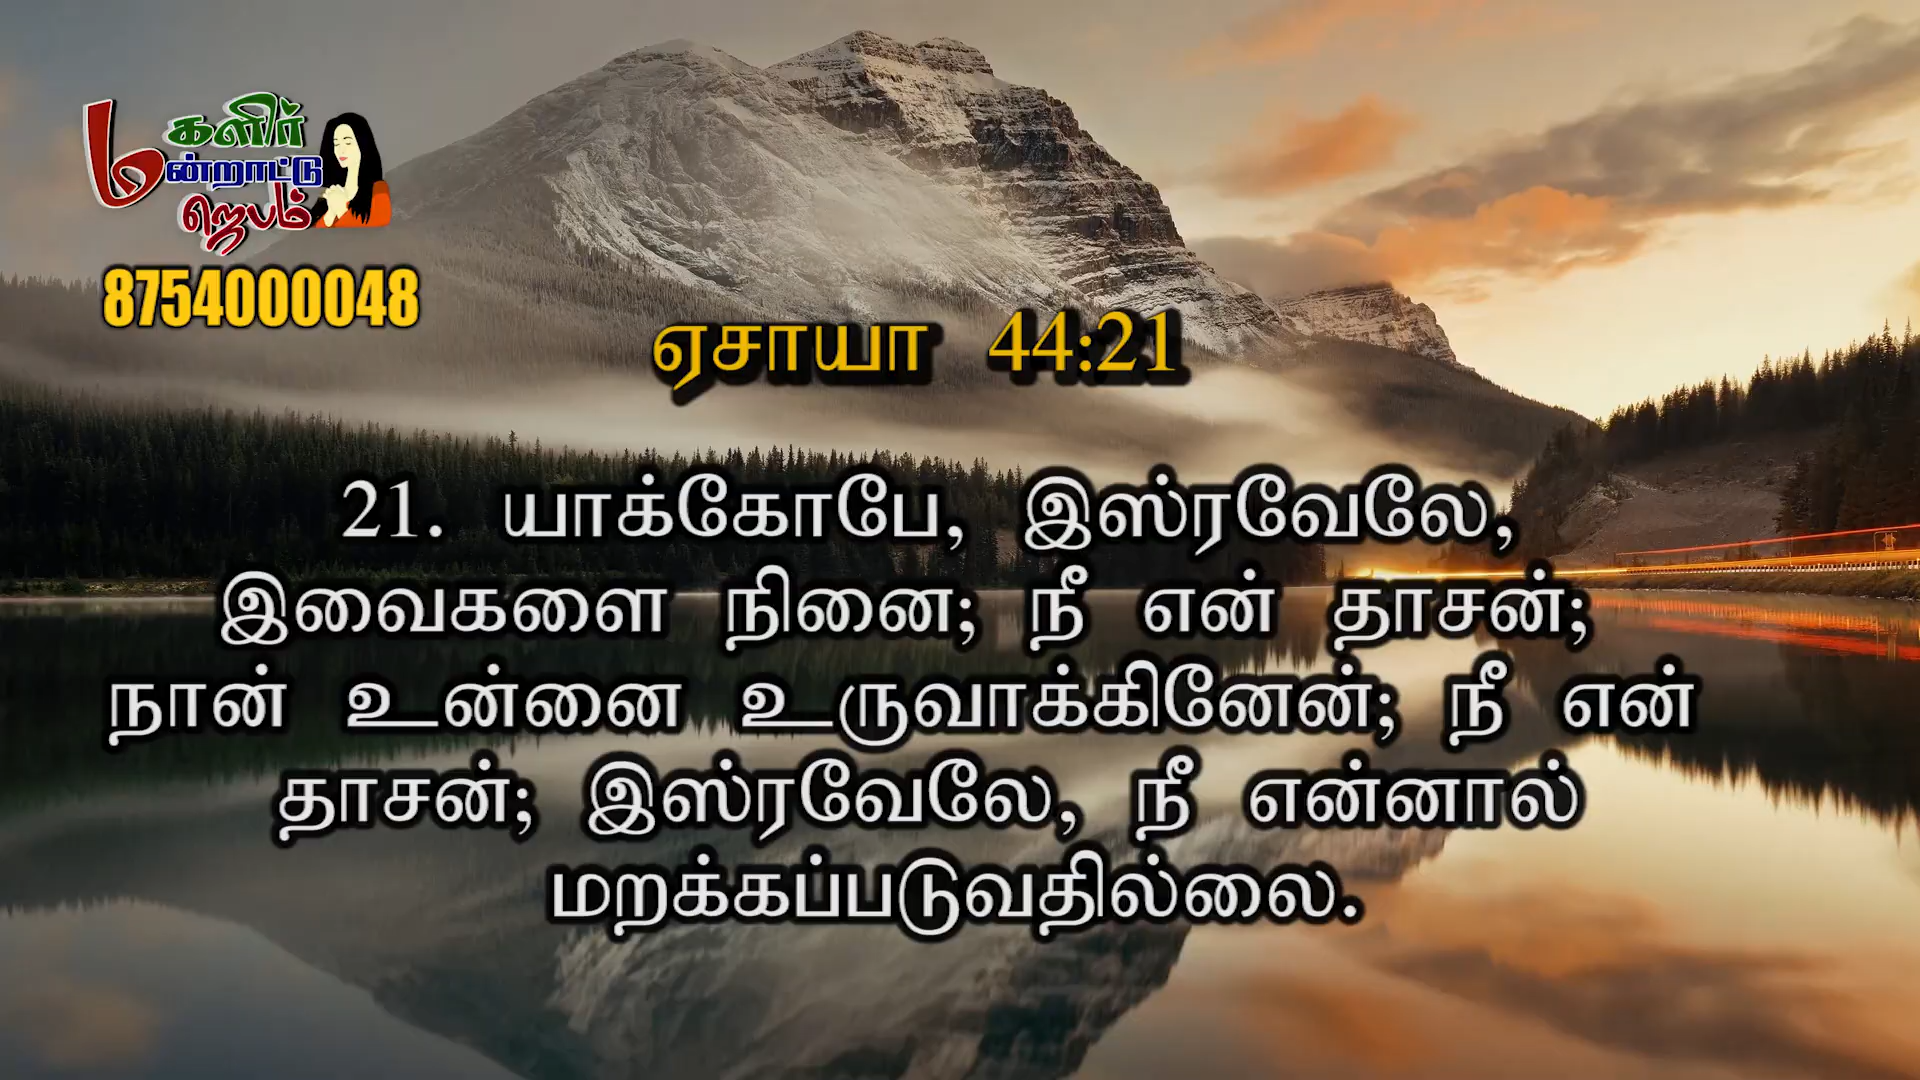 மகளிர்
மன்றாட்டு
ஜெபம்
8754000048
ஏசாயா 44:21
21. யாக்கோபே, இஸ்ரவேலே,
இவைகளை நினை; நீ என் தாசன்;
நான் உன்னை உருவாக்கினேன்; நீ என்
தாசன்; இஸ்ரவேலே, நீ என்னால்
மறக்கப்படுவதில்லை.